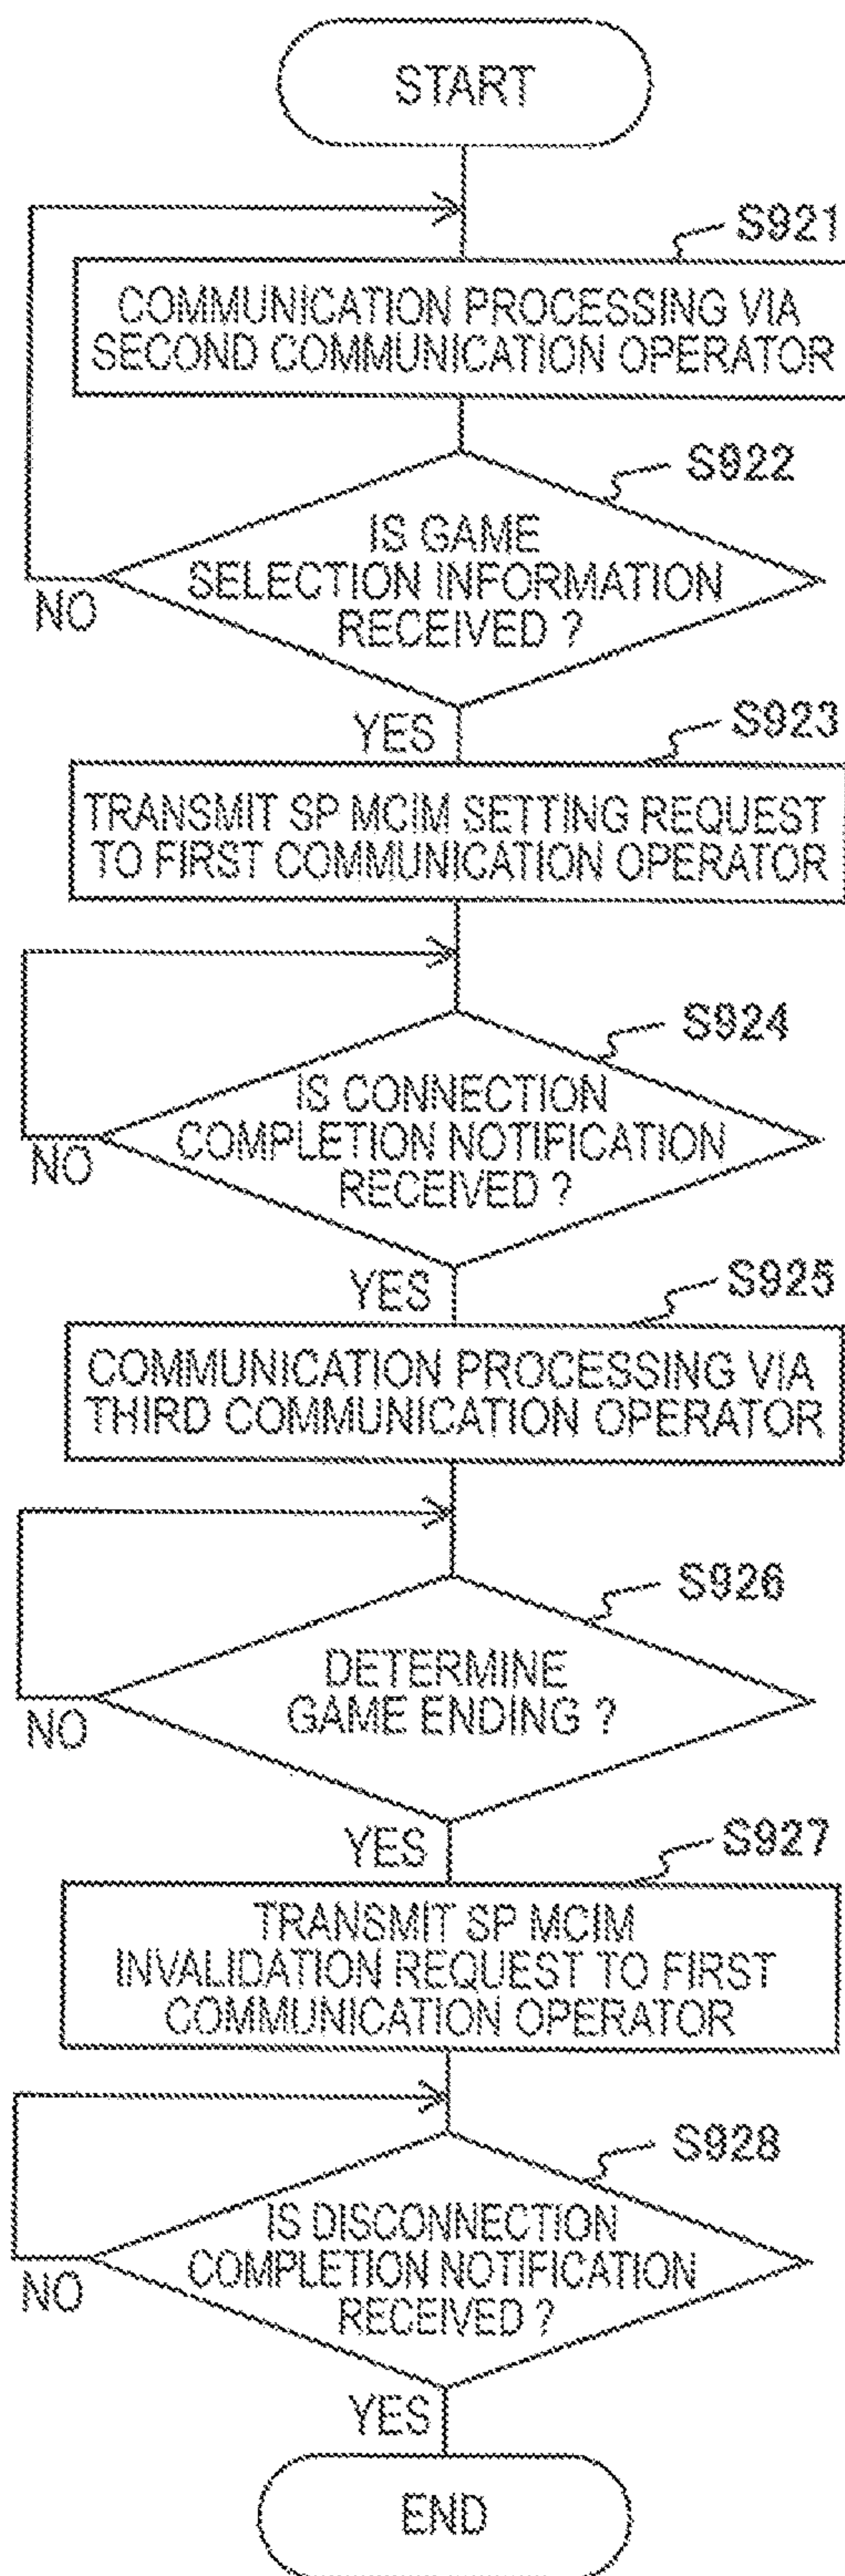 START
S921
COMMUNICATION PROCESSING VIA
SECOND COMMUNICATION OPERATOR
S922
IS GAME
SELECTION INFORMATION
RECEIVED ?
NO
YES
S923
TRANSMIT SP MCIM SETTING REQUEST
TO FIRST COMMUNICATION OPERATOR
S924
IS CONNECTION
COMPLETION NOTIFICATION
RECEIVED ?
NO
YES
S925
COMMUNICATION PROCESSING VIA
THIRD COMMUNICATION OPERATOR
S926
DETERMINE
GAME ENDING ?
NO
YES
S927
TRANSMIT SP MCIM
INVALIDATION REQUEST TO FIRST
COMMUNICATION OPERATOR
S928
IS DISCONNECTION
COMPLETION NOTIFICATION
RECEIVED ?
NO
YES
END